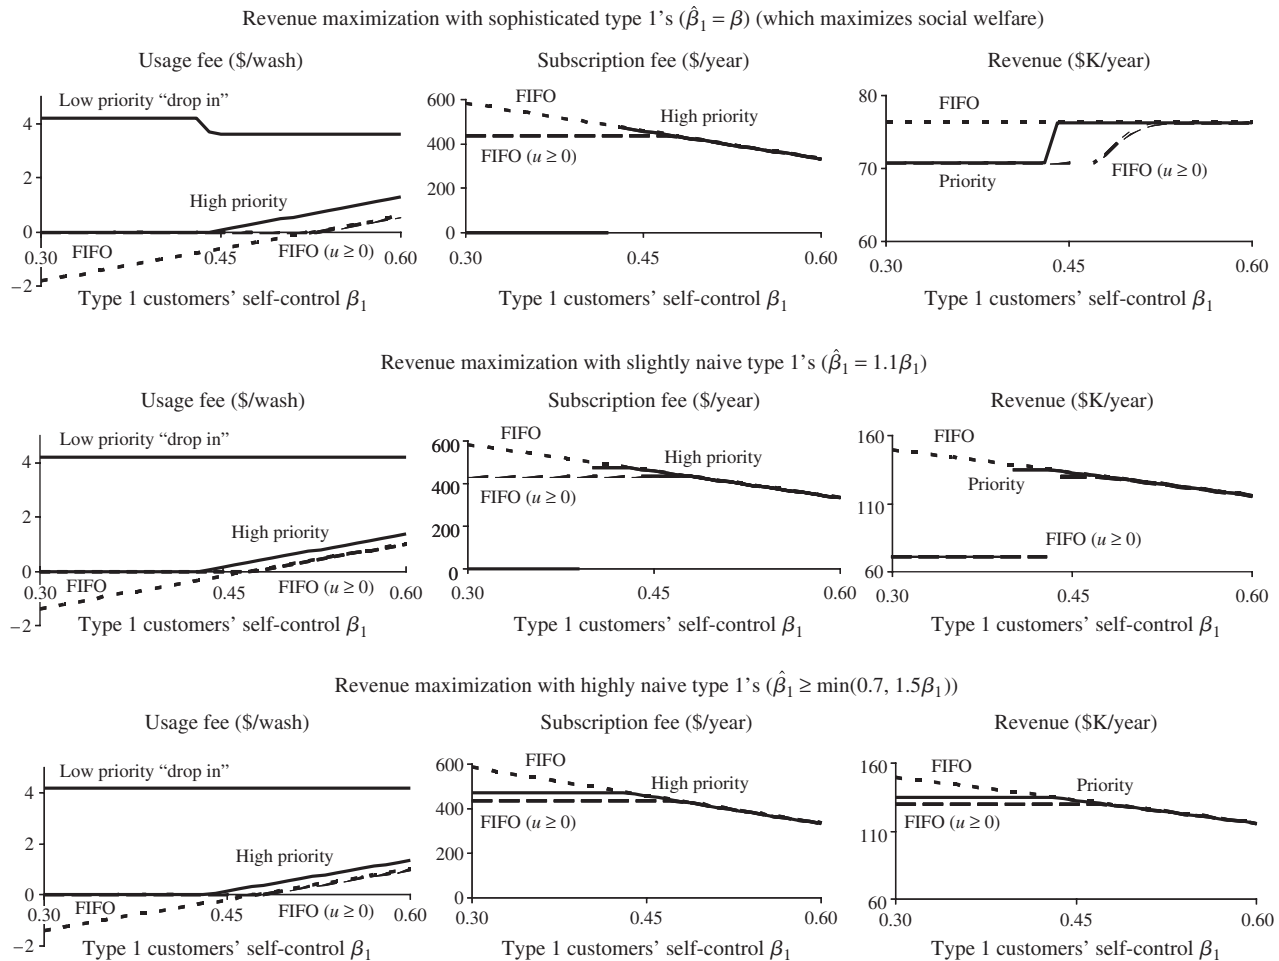 Revenue maximization with sophisticated type 1's (β̂₁ = β) (which maximizes social welfare)
Usage fee ($/wash)
Subscription fee ($/year)
Revenue ($K/year)
Low priority "drop in"
4
2
0
−2
High priority
FIFO
FIFO (u ≥ 0)
0.30
0.45
0.60
Type 1 customers' self-control β₁
600
400
200
0
FIFO
High priority
FIFO (u ≥ 0)
0.30
0.45
0.60
Type 1 customers' self-control β₁
80
70
60
FIFO
Priority
FIFO (u ≥ 0)
0.30
0.45
0.60
Type 1 customers' self-control β₁
Revenue maximization with slightly naive type 1's (β̂₁ = 1.1β₁)
Usage fee ($/wash)
Subscription fee ($/year)
Revenue ($K/year)
Low priority "drop in"
4
2
0
−2
High priority
FIFO
FIFO (u ≥ 0)
0.30
0.45
0.60
Type 1 customers' self-control β₁
600
400
200
0
FIFO
High priority
FIFO (u ≥ 0)
0.30
0.45
0.60
Type 1 customers' self-control β₁
160
110
60
FIFO
Priority
FIFO (u ≥ 0)
0.30
0.45
0.60
Type 1 customers' self-control β₁
Revenue maximization with highly naive type 1's (β̂₁ ≥ min(0.7, 1.5β₁))
Usage fee ($/wash)
Subscription fee ($/year)
Revenue ($K/year)
Low priority "drop in"
4
2
0
−2
High priority
FIFO
FIFO (u ≥ 0)
0.30
0.45
0.60
Type 1 customers' self-control β₁
600
400
200
0
FIFO
High priority
FIFO (u ≥ 0)
0.30
0.45
0.60
Type 1 customers' self-control β₁
160
110
60
FIFO
Priority
FIFO (u ≥ 0)
0.30
0.45
0.60
Type 1 customers' self-control β₁